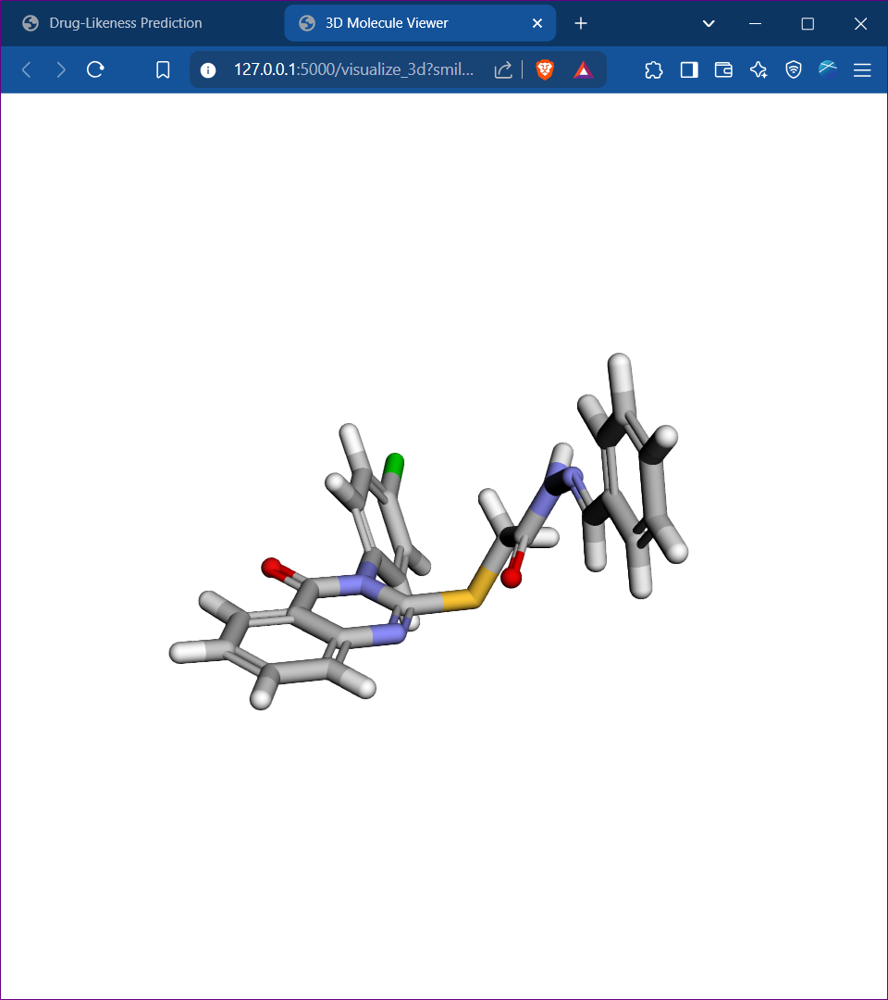 Drug-Likeness Prediction
3D Molecule Viewer
127.0.0.1:5000/visualize_3d?smil...